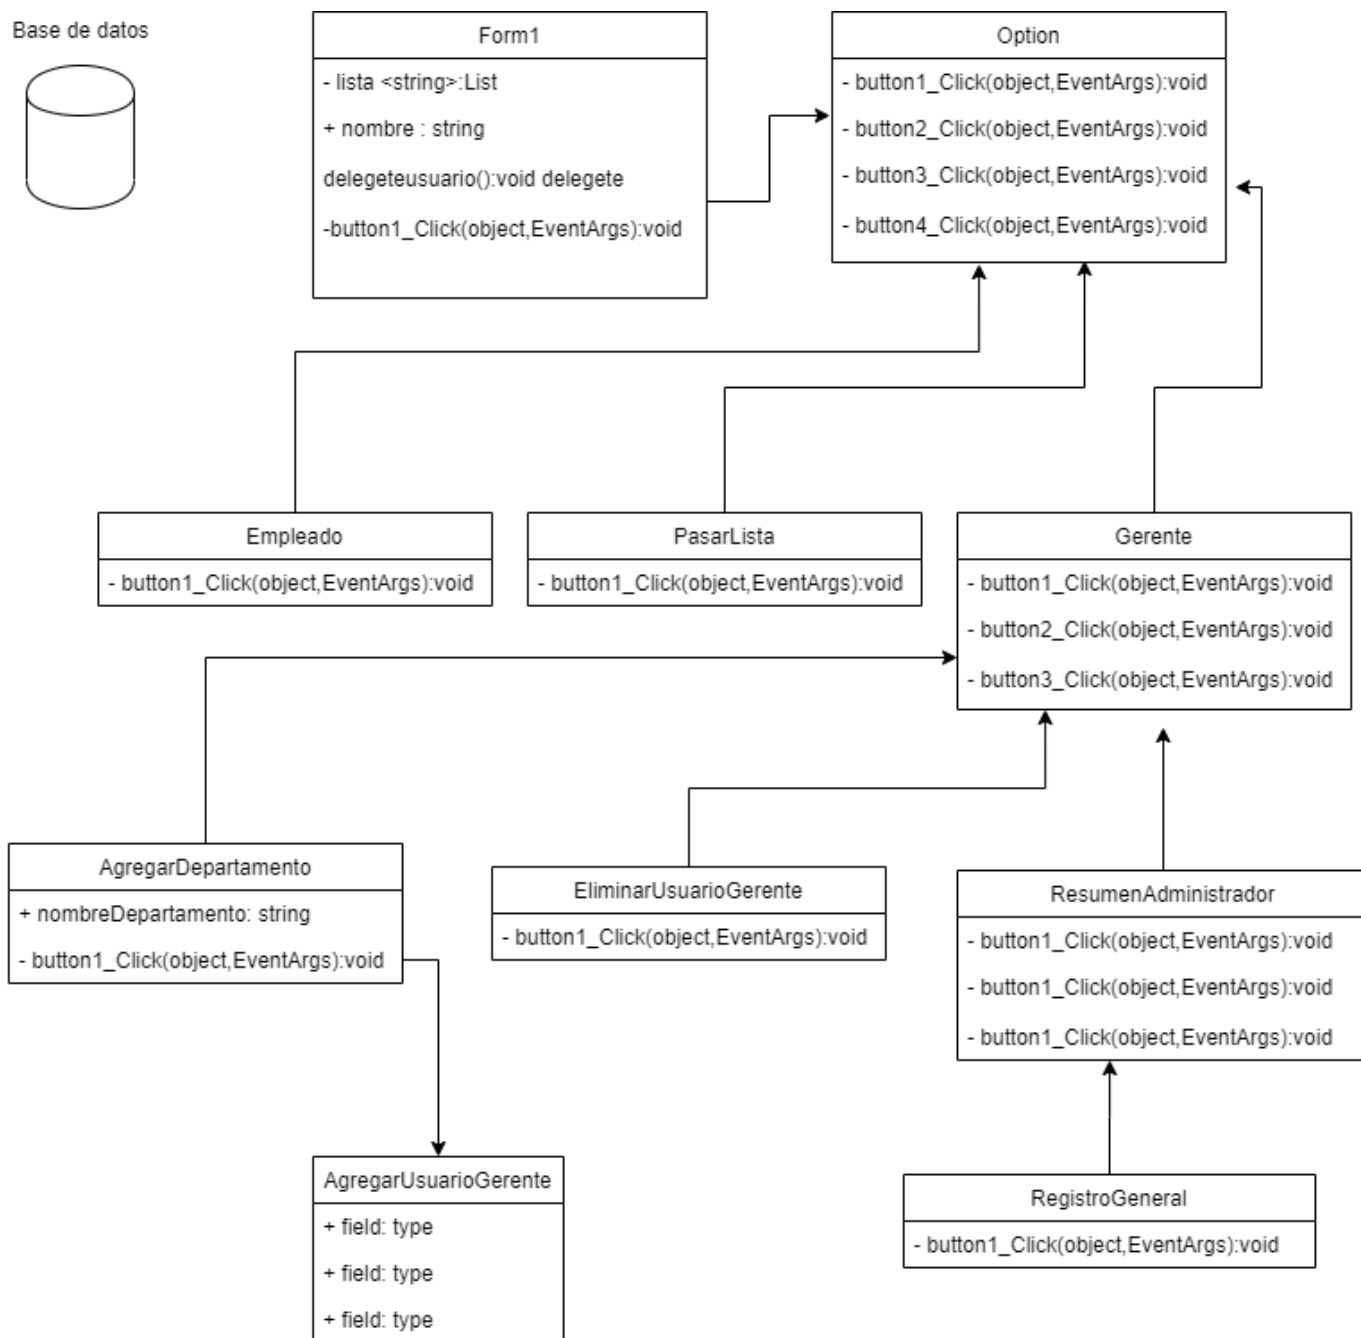 Base de datos
Form1
- lista <string>:List
+ nombre : string
delegeteusuario():void delegete
-button1_Click(object,EventArgs):void
Option
- button1_Click(object,EventArgs):void
- button2_Click(object,EventArgs):void
- button3_Click(object,EventArgs):void
- button4_Click(object,EventArgs):void
Empleado
- button1_Click(object,EventArgs):void
PasarLista
- button1_Click(object,EventArgs):void
Gerente
- button1_Click(object,EventArgs):void
- button2_Click(object,EventArgs):void
- button3_Click(object,EventArgs):void
AgregarDepartamento
+ nombreDepartamento: string
- button1_Click(object,EventArgs):void
EliminarUsuarioGerente
- button1_Click(object,EventArgs):void
ResumenAdministrador
- button1_Click(object,EventArgs):void
- button1_Click(object,EventArgs):void
- button1_Click(object,EventArgs):void
AgregarUsuarioGerente
+ field: type
+ field: type
+ field: type
RegistroGeneral
- button1_Click(object,EventArgs):void